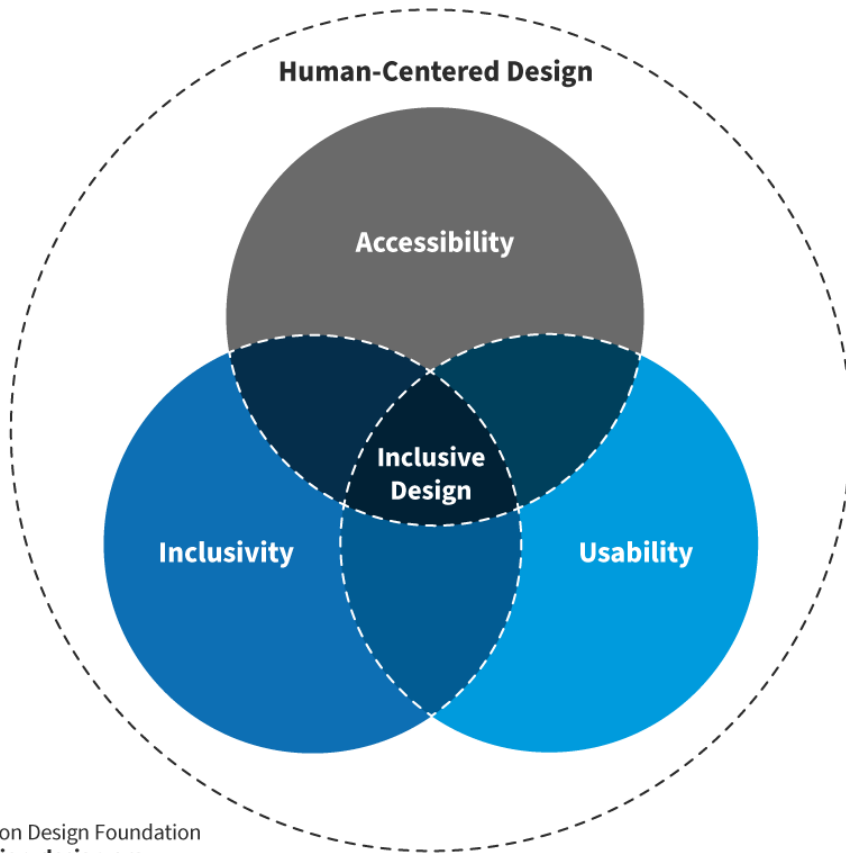 Human-Centered Design
Accessibility
Inclusive
Design
Inclusivity
Usability
on Design Foundation